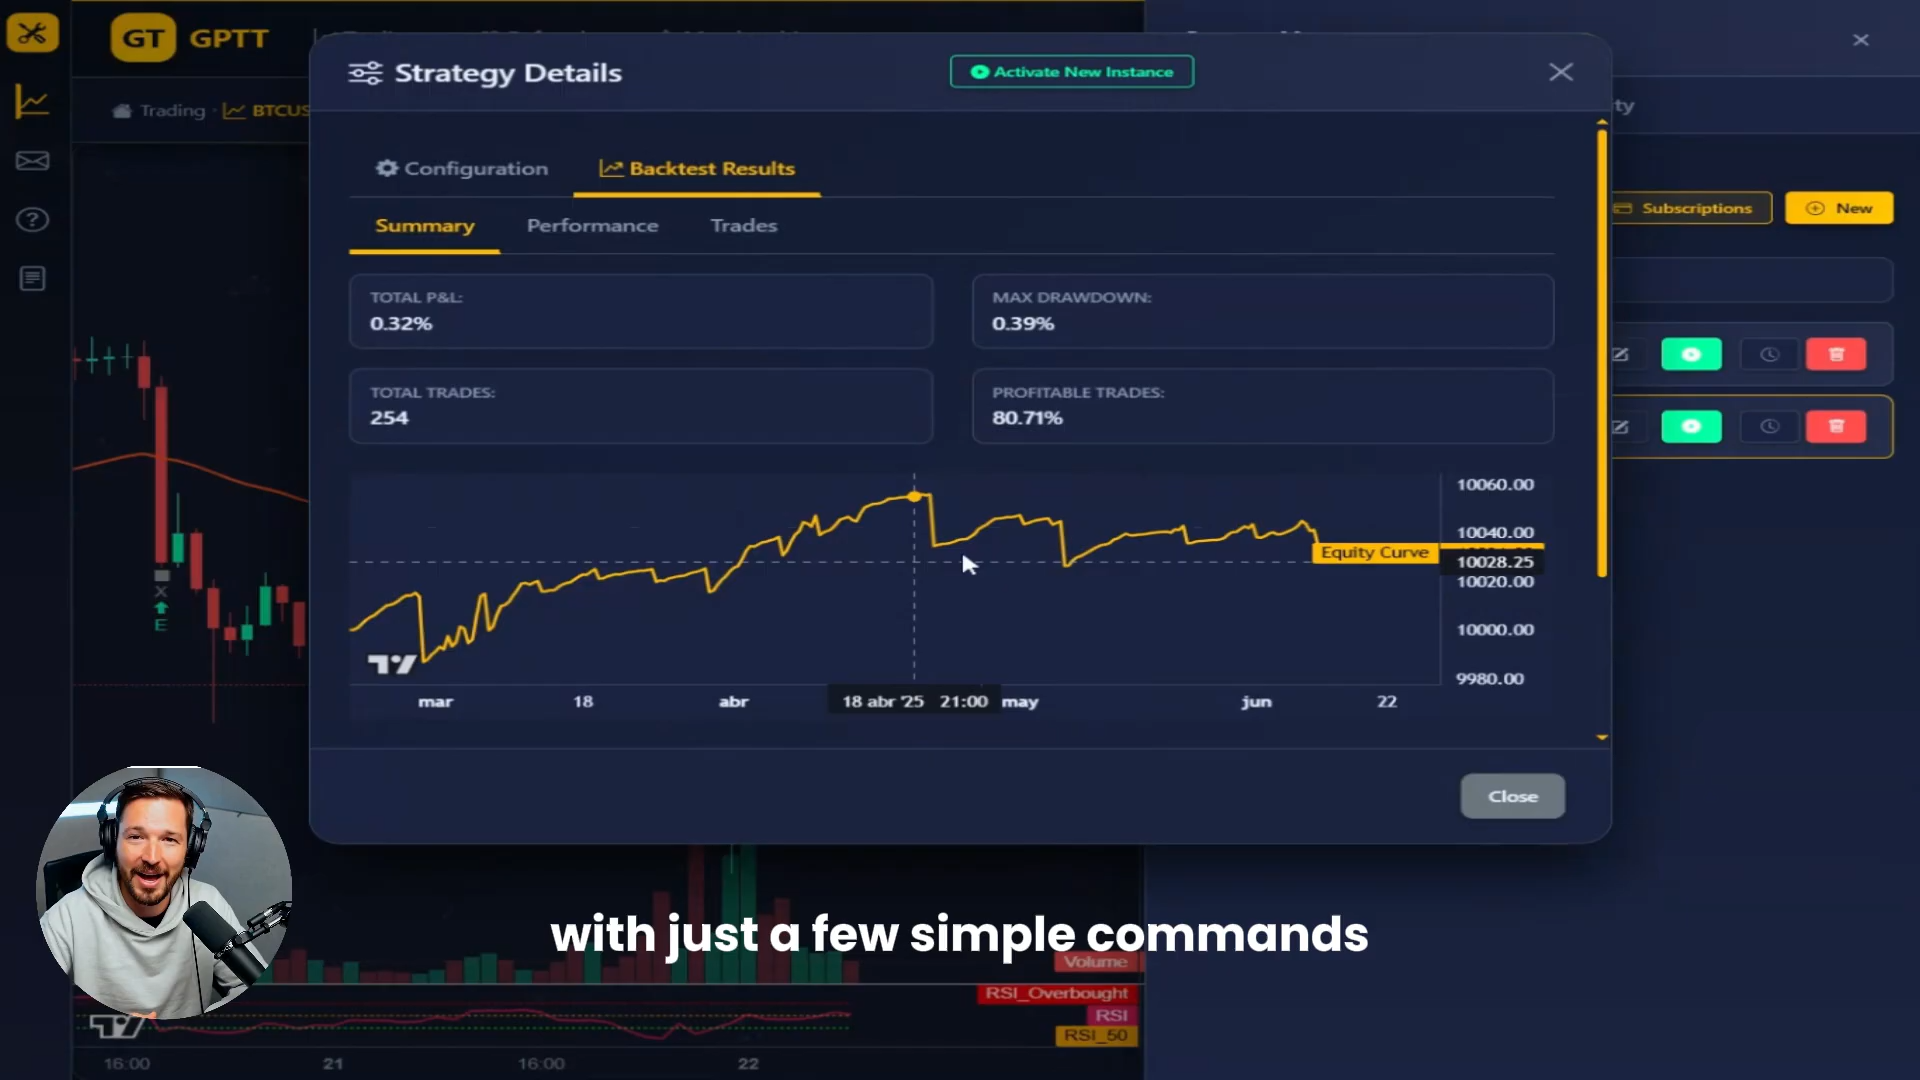 GT GPTT
Strategy Details
Activate New Instance
Trading
BTCUS
ty
Configuration
Backtest Results
Subscriptions
New
Summary
Performance
Trades
TOTAL P&L:
0.32%
MAX DRAWDOWN:
0.39%
TOTAL TRADES:
254
PROFITABLE TRADES:
80.71%
10060.00
10040.00
Equity Curve
10028.25
10020.00
10000.00
9980.00
X
E
mar
18
abr
18 abr '25 21:00
may
jun
22
Close
with just a few simple commands
Volume
RSI_Overbought
RSI
RSI_50
16:00
21
16:00
22